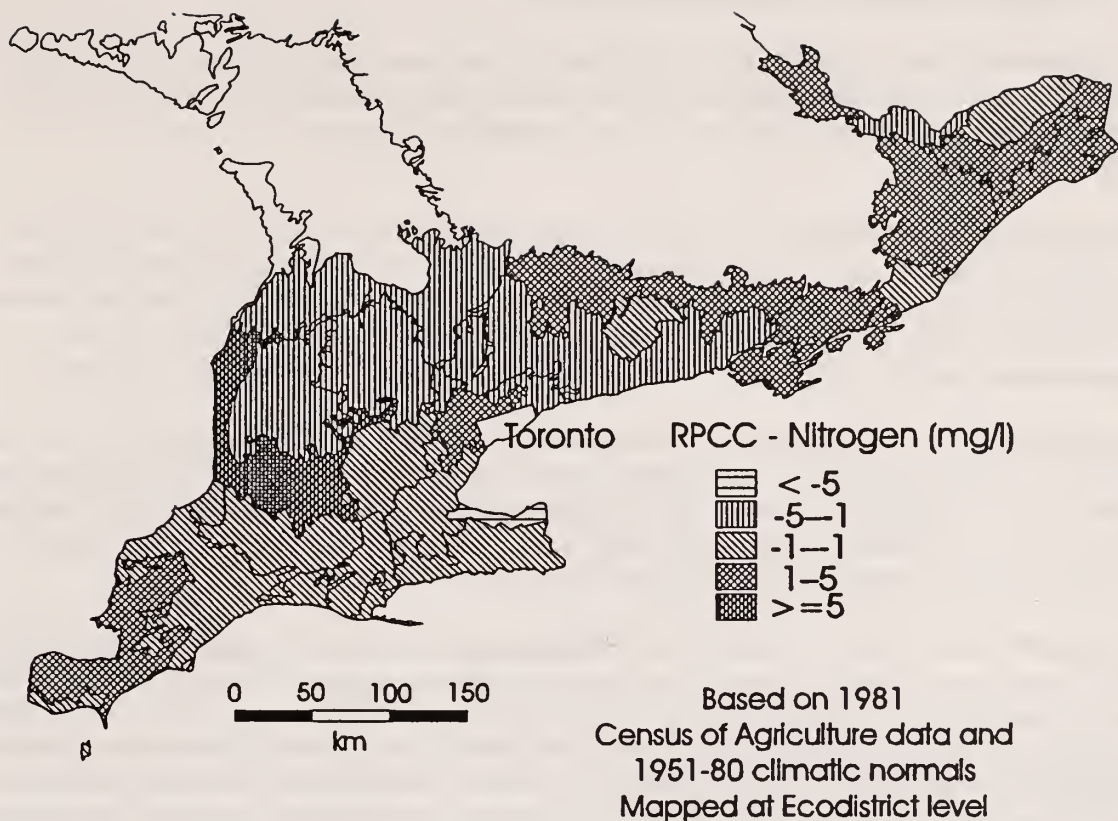 Toronto
RPCC - Nitrogen (mg/l)
< -5
-5—1
-1—1
1–5
>=5
0 50 100 150
km
Based on 1981
Census of Agriculture data and
1951-80 climatic normals
Mapped at Ecodistrict level